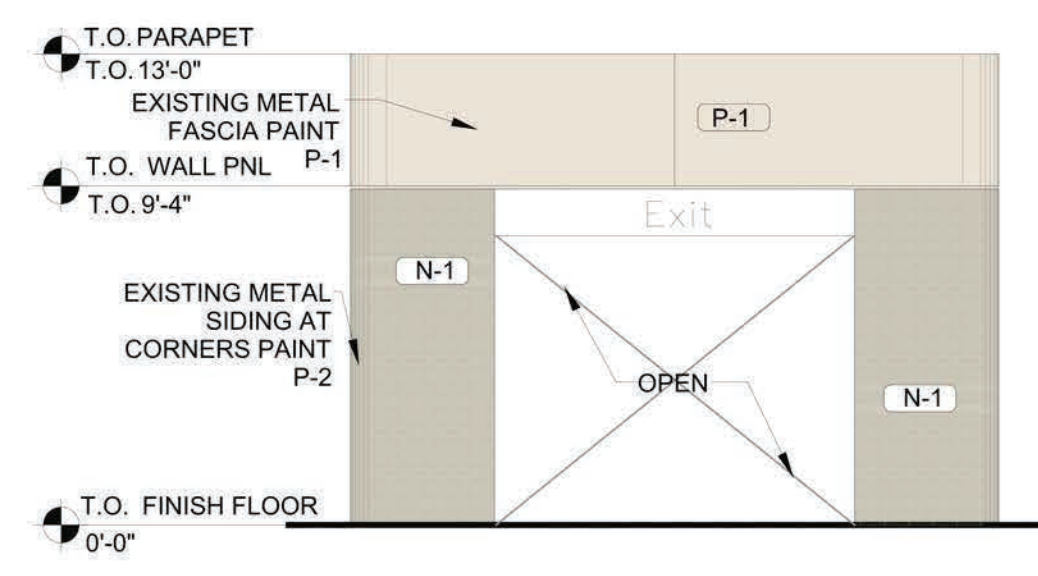 T.O. PARAPET
T.O. 13'-0"
EXISTING METAL
FASCIA PAINT
P-1
P-1
T.O. WALL PNL
T.O. 9'-4"
Exit
N-1
EXISTING METAL
SIDING AT
CORNERS PAINT
P-2
OPEN
N-1
T.O. FINISH FLOOR
0'-0"